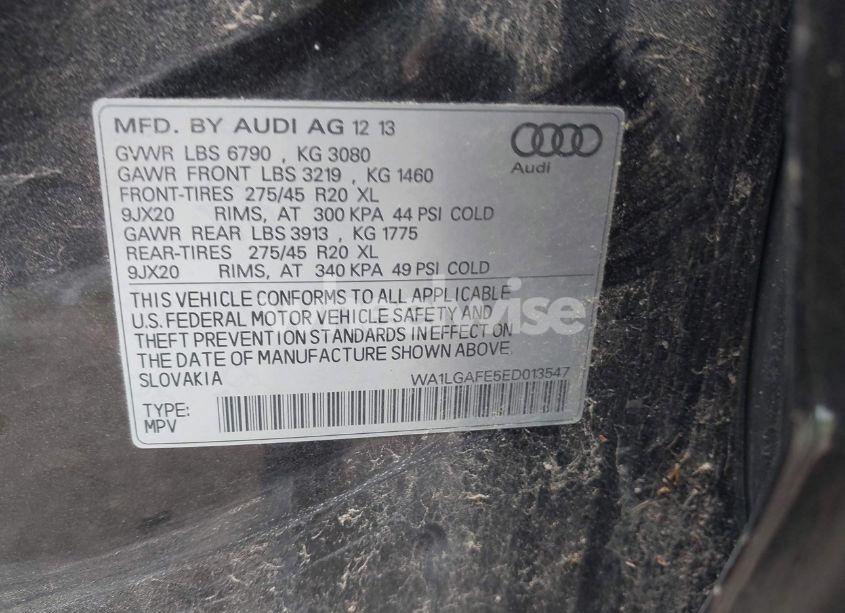 MFD. BY AUDI AG 12 13
Audi
GVWR LBS 6790 , KG 3080
GAWR FRONT LBS 3219 , KG 1460
FRONT-TIRES 275/45 R20 XL
9JX20 RIMS, AT 300 KPA 44 PSI COLD
GAWR REAR LBS 3913 , KG 1775
REAR-TIRES 275/45 R20 XL
9JX20 RIMS, AT 340 KPA 49 PSI COLD
THIS VEHICLE CONFORMS TO ALL APPLICABLE
U.S. FEDERAL MOTOR VEHICLE SAFETY AND
THEFT PREVENTION STANDARDS IN EFFECT ON
THE DATE OF MANUFACTURE SHOWN ABOVE.
SLOVAKIA WA1LGAFE5ED013547
TYPE:
MPV